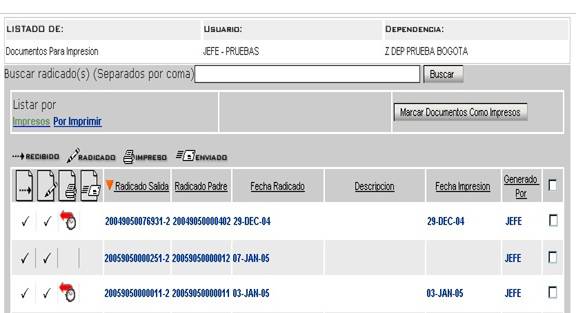 LISTADO DE: USUARIO: DEPENDENCIA:
Documentos Para Impresion JEFE - PRUEBAS Z DEP PRUEBA BOGOTA
Buscar radicado(s) (Separados por coma) Buscar
Listar por
Impresos Por Imprimir Marcar Documentos Como Impresos
RECIBIDO RADICADO IMPRESO ENVIADO
Radicado Salida Radicado Padre Fecha Radicado Descripcion Fecha Impresion Generado Por
20049050076931-2 20049050000402 29-DEC-04 29-DEC-04 JEFE
20059050000251-2 20059050000012 07-JAN-05 JEFE
20059050000011-2 20059050000011 03-JAN-05 03-JAN-05 JEFE